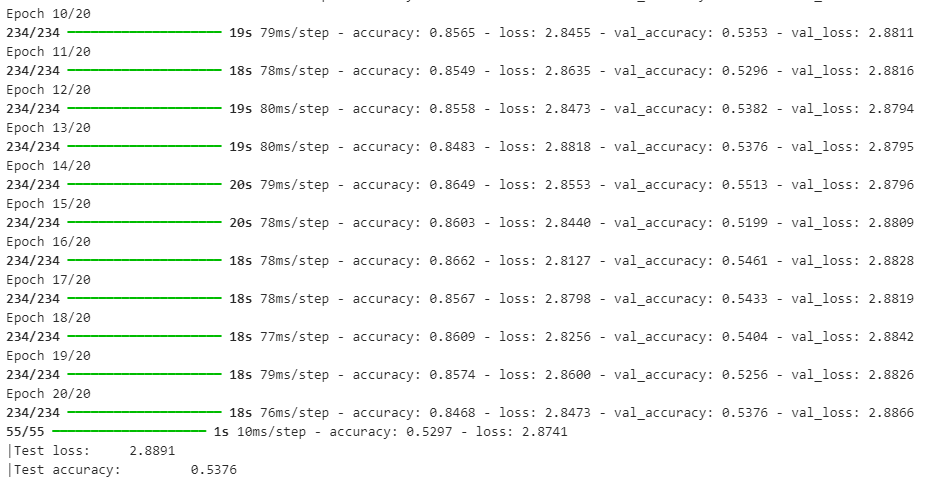 Epoch 10/20
234/234 ━━━━━━━━━━━━━━━━━━━━ 19s 79ms/step - accuracy: 0.8565 - loss: 2.8455 - val_accuracy: 0.5353 - val_loss: 2.8811
Epoch 11/20
234/234 ━━━━━━━━━━━━━━━━━━━━ 18s 78ms/step - accuracy: 0.8549 - loss: 2.8635 - val_accuracy: 0.5296 - val_loss: 2.8816
Epoch 12/20
234/234 ━━━━━━━━━━━━━━━━━━━━ 19s 80ms/step - accuracy: 0.8558 - loss: 2.8473 - val_accuracy: 0.5382 - val_loss: 2.8794
Epoch 13/20
234/234 ━━━━━━━━━━━━━━━━━━━━ 19s 80ms/step - accuracy: 0.8483 - loss: 2.8818 - val_accuracy: 0.5376 - val_loss: 2.8795
Epoch 14/20
234/234 ━━━━━━━━━━━━━━━━━━━━ 20s 79ms/step - accuracy: 0.8649 - loss: 2.8553 - val_accuracy: 0.5513 - val_loss: 2.8796
Epoch 15/20
234/234 ━━━━━━━━━━━━━━━━━━━━ 20s 78ms/step - accuracy: 0.8603 - loss: 2.8440 - val_accuracy: 0.5199 - val_loss: 2.8809
Epoch 16/20
234/234 ━━━━━━━━━━━━━━━━━━━━ 18s 78ms/step - accuracy: 0.8662 - loss: 2.8127 - val_accuracy: 0.5461 - val_loss: 2.8828
Epoch 17/20
234/234 ━━━━━━━━━━━━━━━━━━━━ 18s 78ms/step - accuracy: 0.8567 - loss: 2.8798 - val_accuracy: 0.5433 - val_loss: 2.8819
Epoch 18/20
234/234 ━━━━━━━━━━━━━━━━━━━━ 18s 77ms/step - accuracy: 0.8609 - loss: 2.8256 - val_accuracy: 0.5404 - val_loss: 2.8842
Epoch 19/20
234/234 ━━━━━━━━━━━━━━━━━━━━ 18s 79ms/step - accuracy: 0.8574 - loss: 2.8600 - val_accuracy: 0.5256 - val_loss: 2.8826
Epoch 20/20
234/234 ━━━━━━━━━━━━━━━━━━━━ 18s 76ms/step - accuracy: 0.8468 - loss: 2.8473 - val_accuracy: 0.5376 - val_loss: 2.8866
55/55 ━━━━━━━━━━━━━━━━━━━━ 1s 10ms/step - accuracy: 0.5297 - loss: 2.8741
|Test loss: 2.8891
|Test accuracy: 0.5376